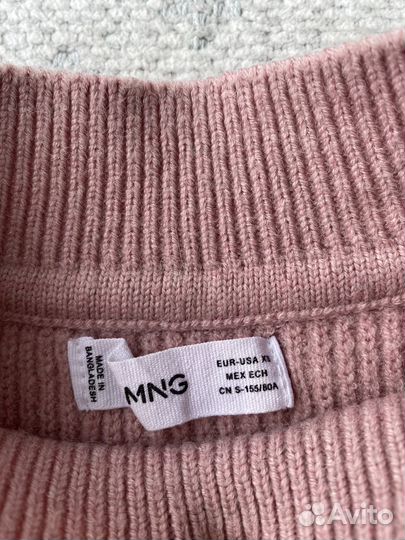 MADE IN
BANGLADESH
MNG
EUR-USA XS
MEX ECH
CN S-155/80A
Avito